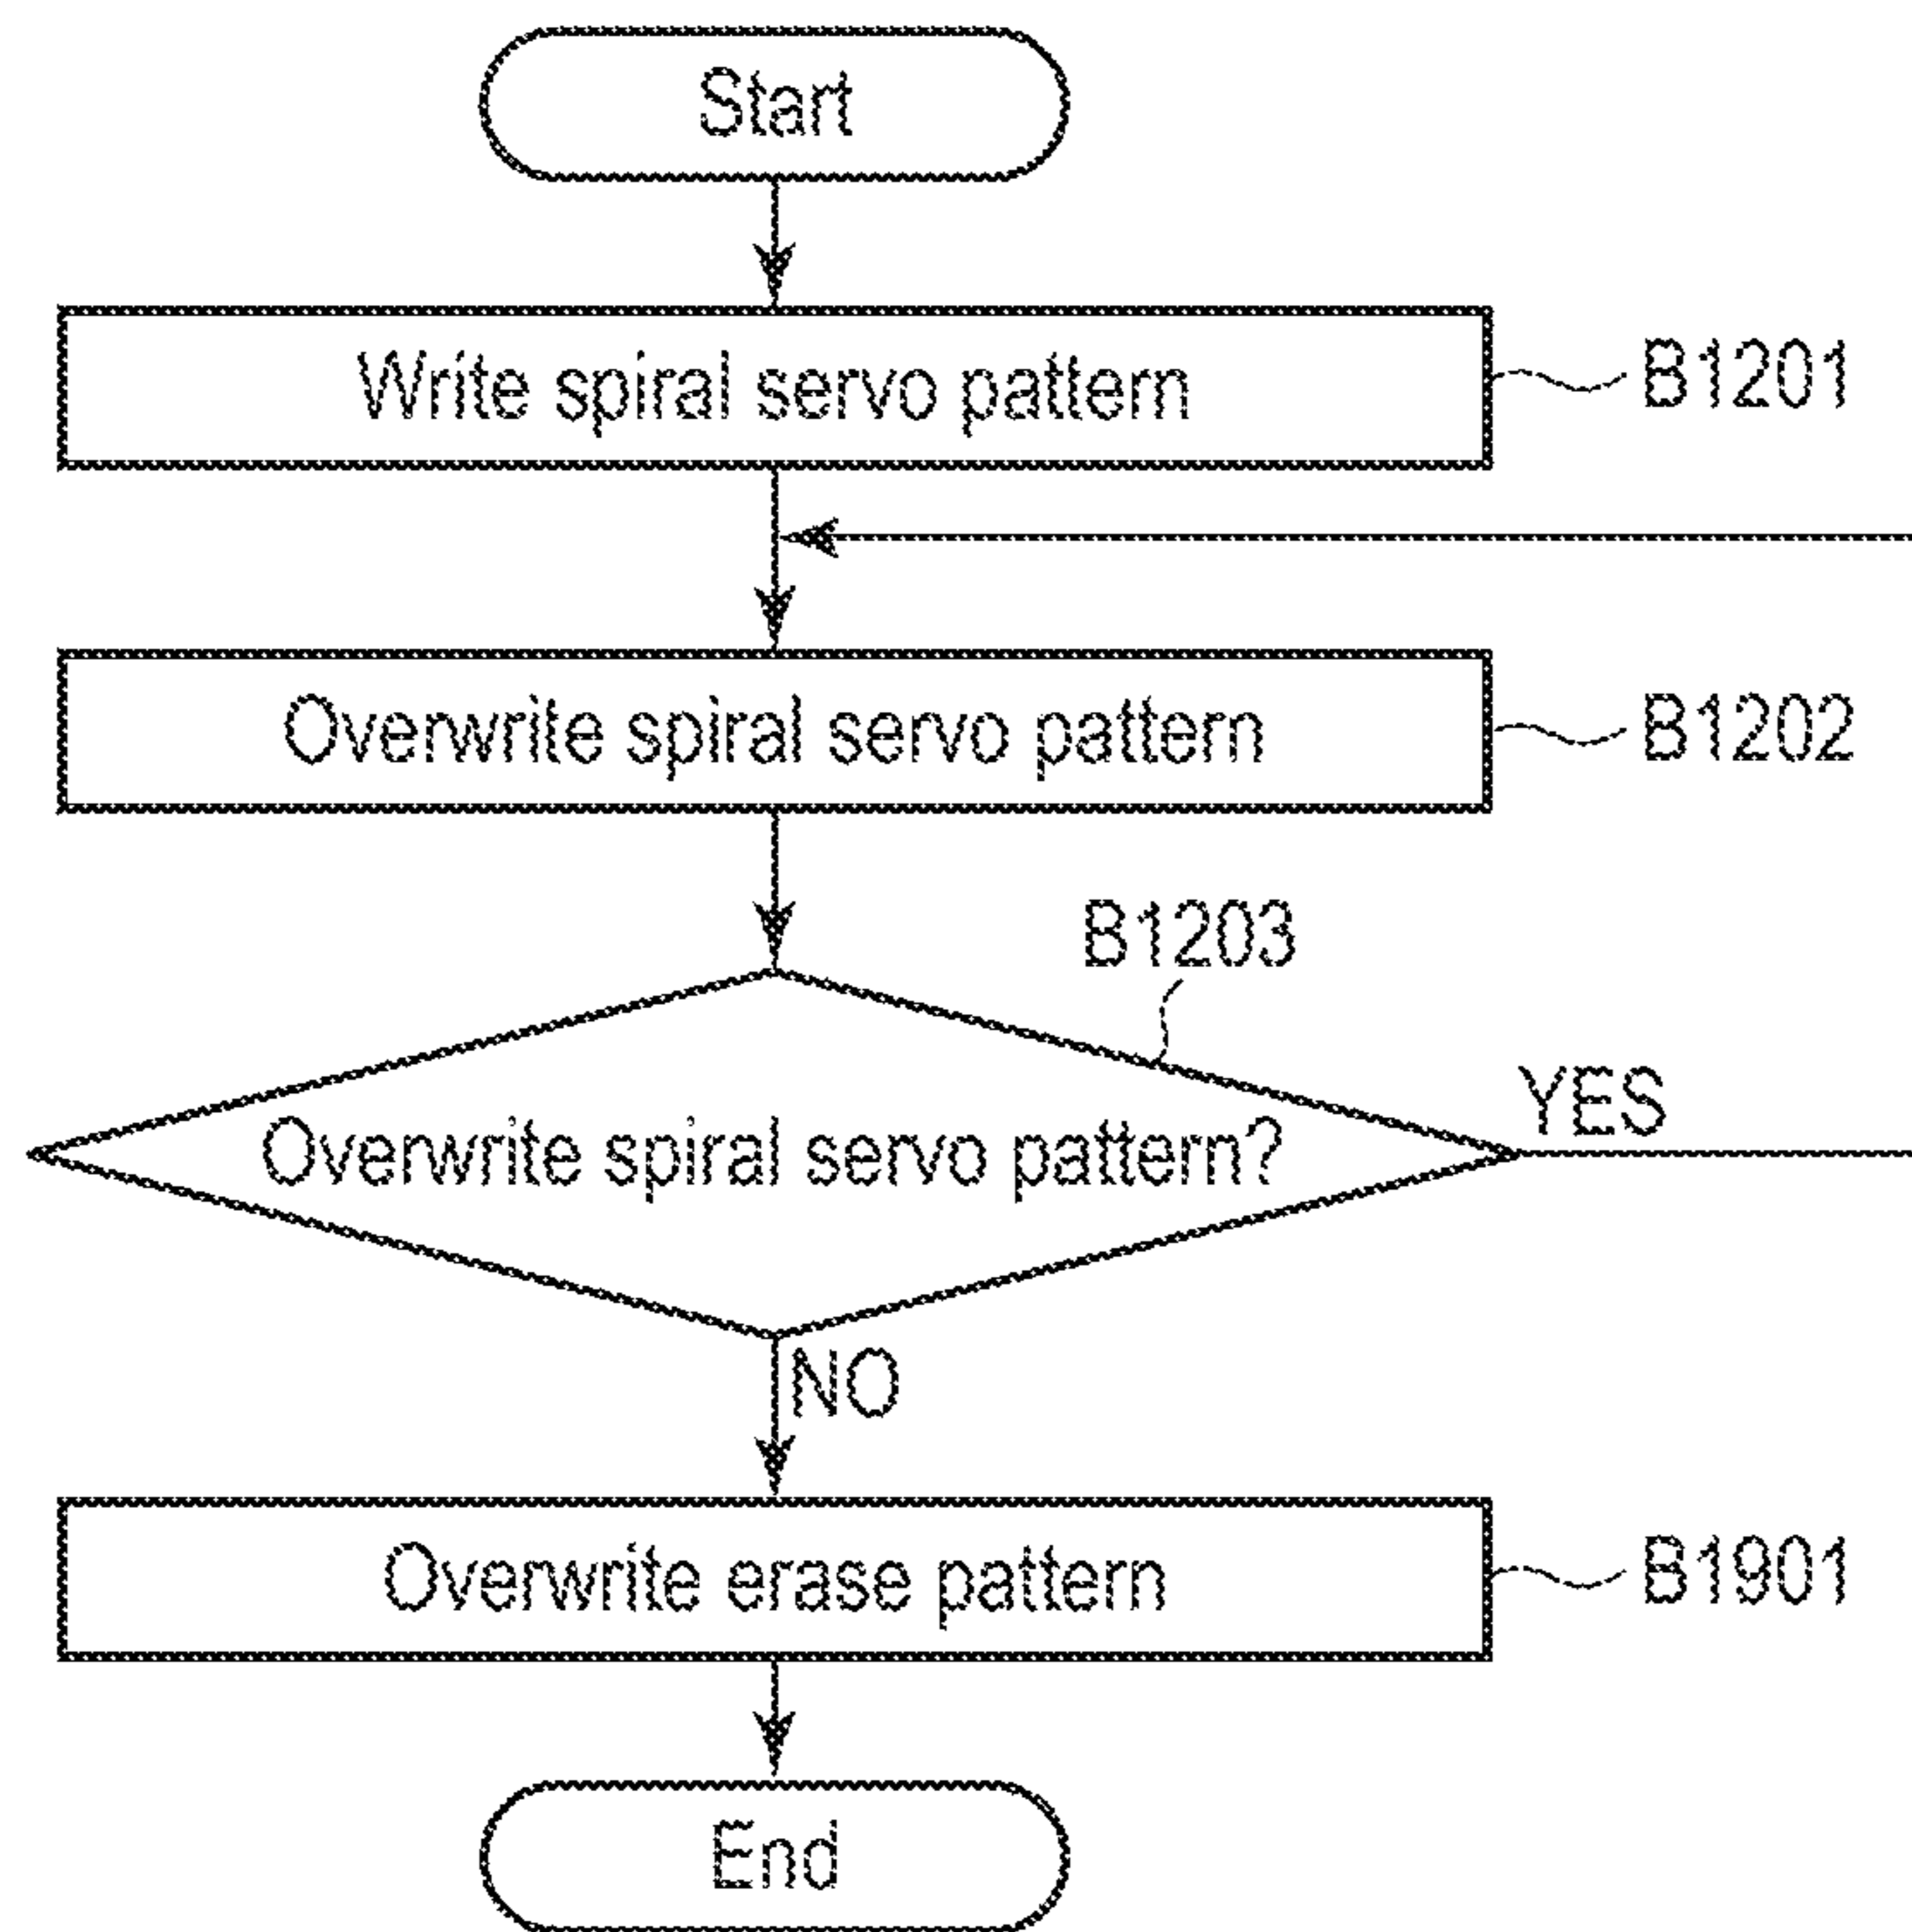 Start
Write spiral servo pattern
B1201
Overwrite spiral servo pattern
B1202
B1203
Overwrite spiral servo pattern?
YES
NO
Overwrite erase pattern
B1901
End